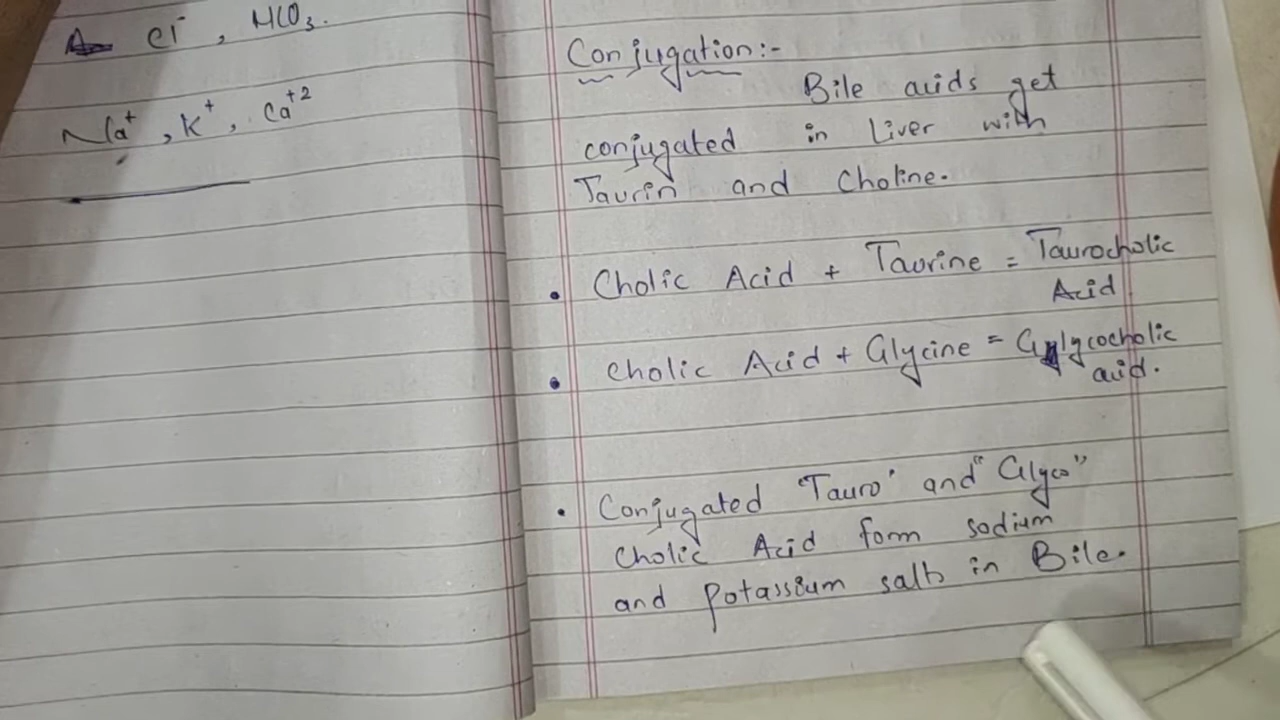 Cl⁻, HCO₃.
Na⁺, K⁺, Ca⁺²
Conjugation:-
Bile acids get
conjugated in Liver with
Taurin and Choline.
• Cholic Acid + Taurine = Taurocholic
Acid
• Cholic Acid + Glycine = Glycocholic
acid.
• Conjugated 'Tauro' and "Glyco"
Cholic Acid form sodium
and potassium salts in Bile.